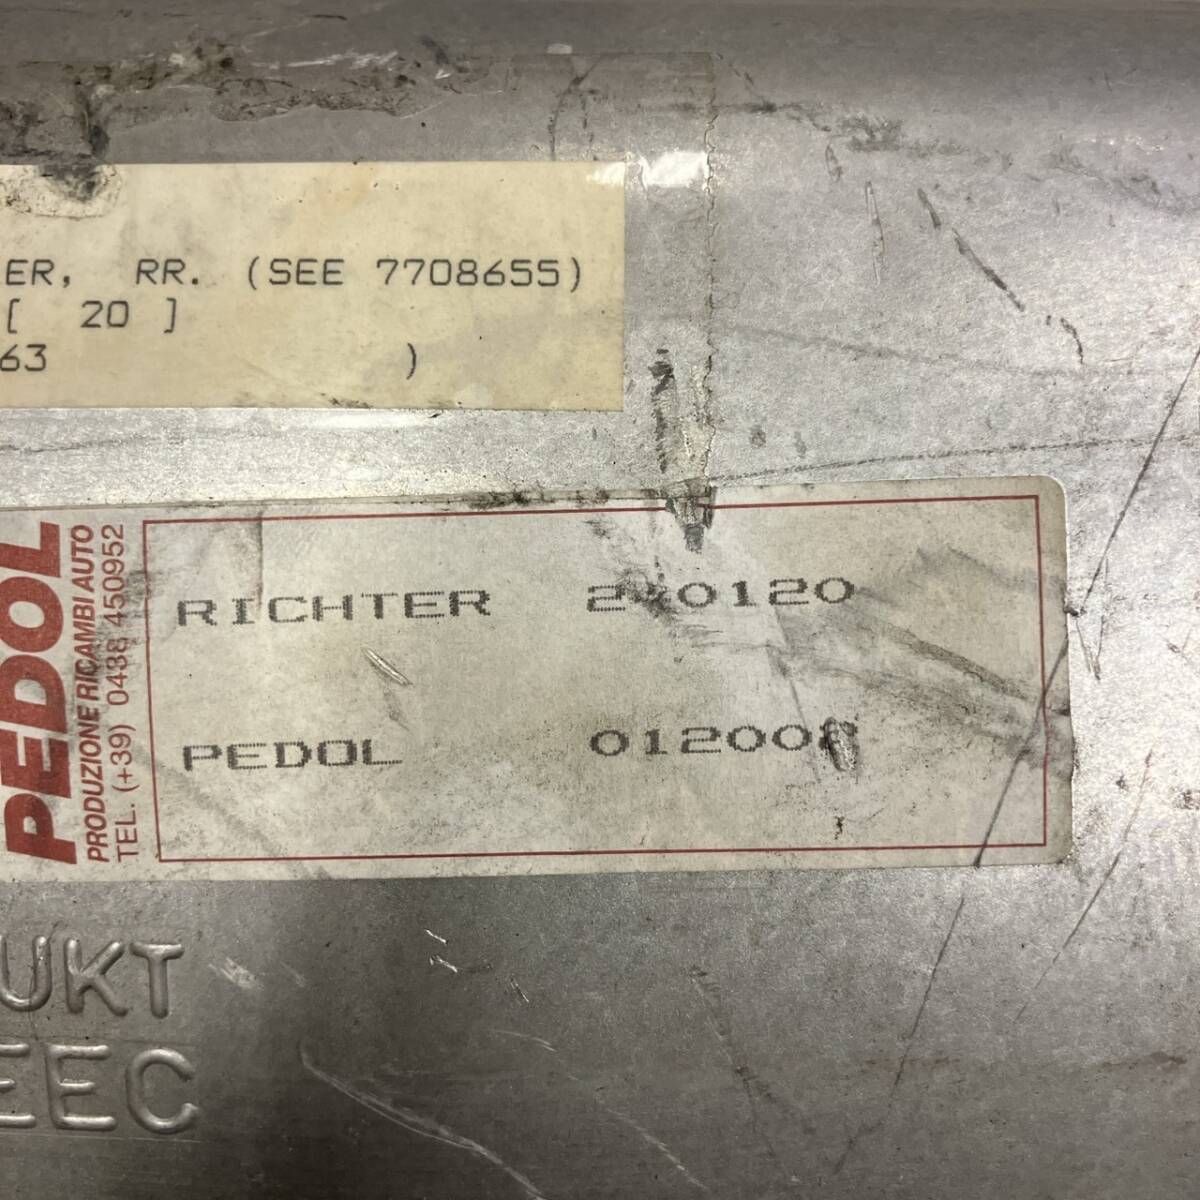 ER, RR. (SEE 7708655)
[ 20 ]
63 )
PEDOL
PRODUZIONE RICAMBI AUTO
TEL. (+39) 0438 450952
RICHTER
PEDOL
UKT
EEC